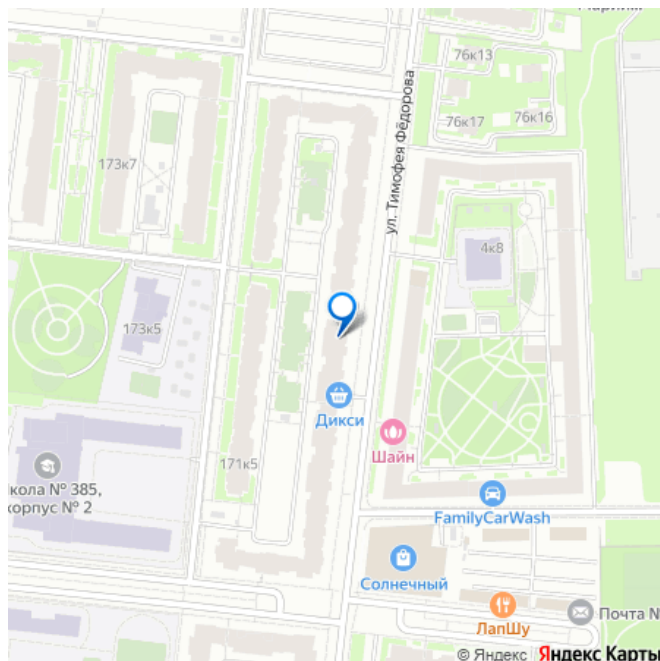 76к13
ул. Тимофея Фёдорова
76к17
76к16
173к7
4к8
173к5
Дикси
Шайн
171к5
кола № 385,
корпус № 2
FamilyCarWash
Солнечный
ЛапШу
Почта №
© Яндекс Яндекс Карты